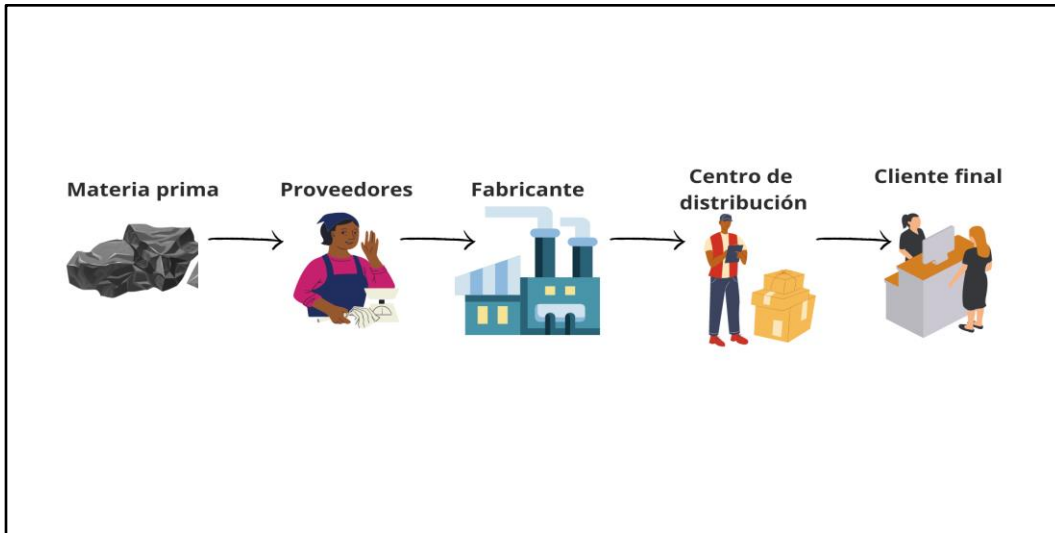 Materia prima
Proveedores
Fabricante
Centro de
distribución
Cliente final